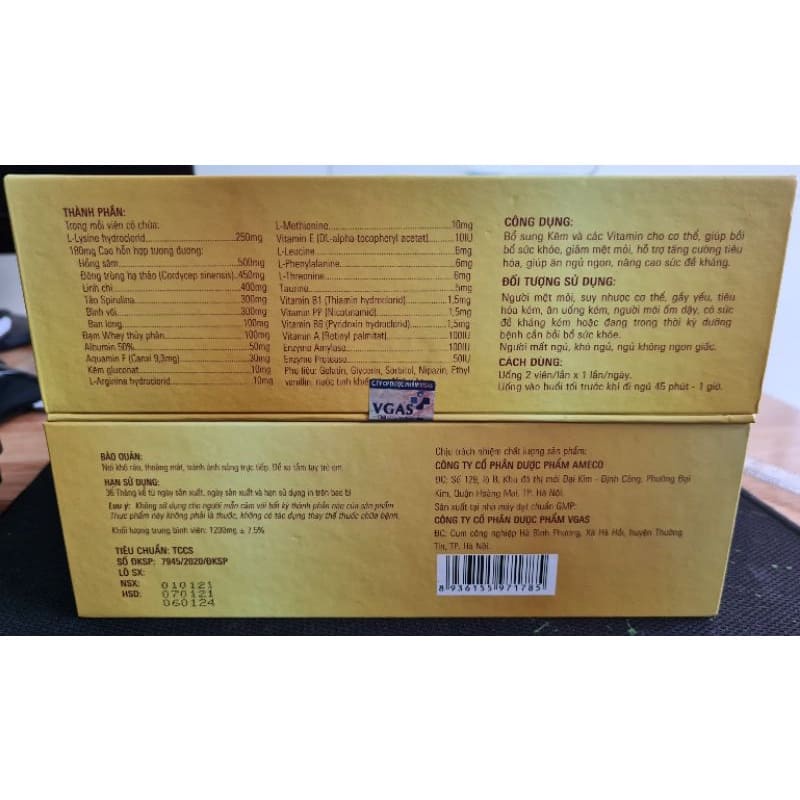 THÀNH PHẦN:
Trong mỗi viên có chứa:
L-Lysine hydroclorid 250mg
180mg Cao hỗn hợp tương đương:
Hồng sâm 500mg
Đông trùng hạ thảo (Cordycep sinensis) 450mg
Linh chi 400mg
Tảo Spirulina 300mg
Bình vôi 300mg
Ban long 100mg
Đạm Whey thủy phân 100mg
Albumin 50% 50mg
Aquamin F (Canxi 9,3mg) 30mg
Kẽm gluconat 10mg
L-Arginine hydroclorid 10mg
L-Methionine 10mg
Vitamin E (DL-alpha tocopheryl acetat) 10IU
L-Leucine 6mg
L-Phenylalanine 6mg
L-Threonine 6mg
Taurine 5mg
Vitamin B1 (Thiamin hydroclorid) 1,5mg
Vitamin PP (Nicotinamid) 1,5mg
Vitamin B6 (Pyridoxin hydroclorid) 1,5mg
Vitamin A (Retinyl palmitat) 100IU
Enzyme Amylase 100IU
Enzyme Protease 50IU
Phụ liệu: Gelatin, Glycerin, Sorbitol, Nipazin, Ethyl
vanillin, nước tinh khiết
CÔNG DỤNG:
Bổ sung Kẽm và các Vitamin cho cơ thể, giúp bồi
bổ sức khỏe, giảm mệt mỏi, hỗ trợ tăng cường tiêu
hóa, giúp ăn ngủ ngon, nâng cao sức đề kháng.
ĐỐI TƯỢNG SỬ DỤNG:
Người mệt mỏi, suy nhược cơ thể, gầy yếu, tiêu
hóa kém, ăn uống kém, người mới ốm dậy, có sức
đề kháng kém hoặc đang trong thời kỳ dưỡng
bệnh cần bồi bổ sức khỏe.
Người mất ngủ, khó ngủ, ngủ không ngon giấc.
CÁCH DÙNG:
Uống 2 viên/lần x 1 lần/ngày.
Uống vào buổi tối trước khi đi ngủ 45 phút - 1 giờ.
CTY CP DƯỢC PHẨM VGAS
VGAS
BẢO QUẢN:
Nơi khô ráo, thoáng mát, tránh ánh nắng trực tiếp. Để xa tầm tay trẻ em.
HẠN SỬ DỤNG:
36 Tháng kể từ ngày sản xuất, ngày sản xuất và hạn sử dụng in trên bao bì
Lưu ý: Không sử dụng cho người mẫn cảm với bất kỳ thành phần nào của sản phẩm
Thực phẩm này không phải là thuốc, không có tác dụng thay thế thuốc chữa bệnh.
Khối lượng trung bình viên: 1200mg ± 7,5%
TIÊU CHUẨN: TCCS
SỐ ĐKSP: 7945/2020/ĐKSP
LÔ SX: 010121
NSX: 070121
HSD: 060124
Chịu trách nhiệm chất lượng sản phẩm:
CÔNG TY CỔ PHẦN DƯỢC PHẨM AMECO
ĐC: Số 129, lô B, Khu đô thị mới Đại Kim - Định Công, Phường Đại
Kim, Quận Hoàng Mai, TP. Hà Nội.
Sản xuất tại nhà máy đạt chuẩn GMP:
CÔNG TY CỔ PHẦN DƯỢC PHẨM VGAS
ĐC: Cụm công nghiệp Hà Bình Phương, Xã Hà Hồi, huyện Thường
Tín, TP. Hà Nội.
8 936155 971785